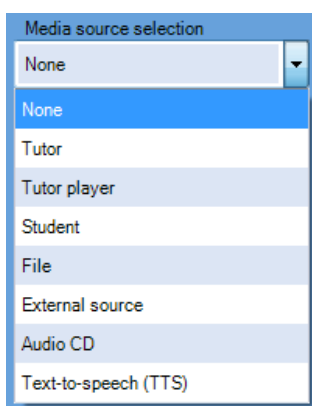 Media source selection
None
None
Tutor
Tutor player
Student
File
External source
Audio CD
Text-to-speech (TTS)